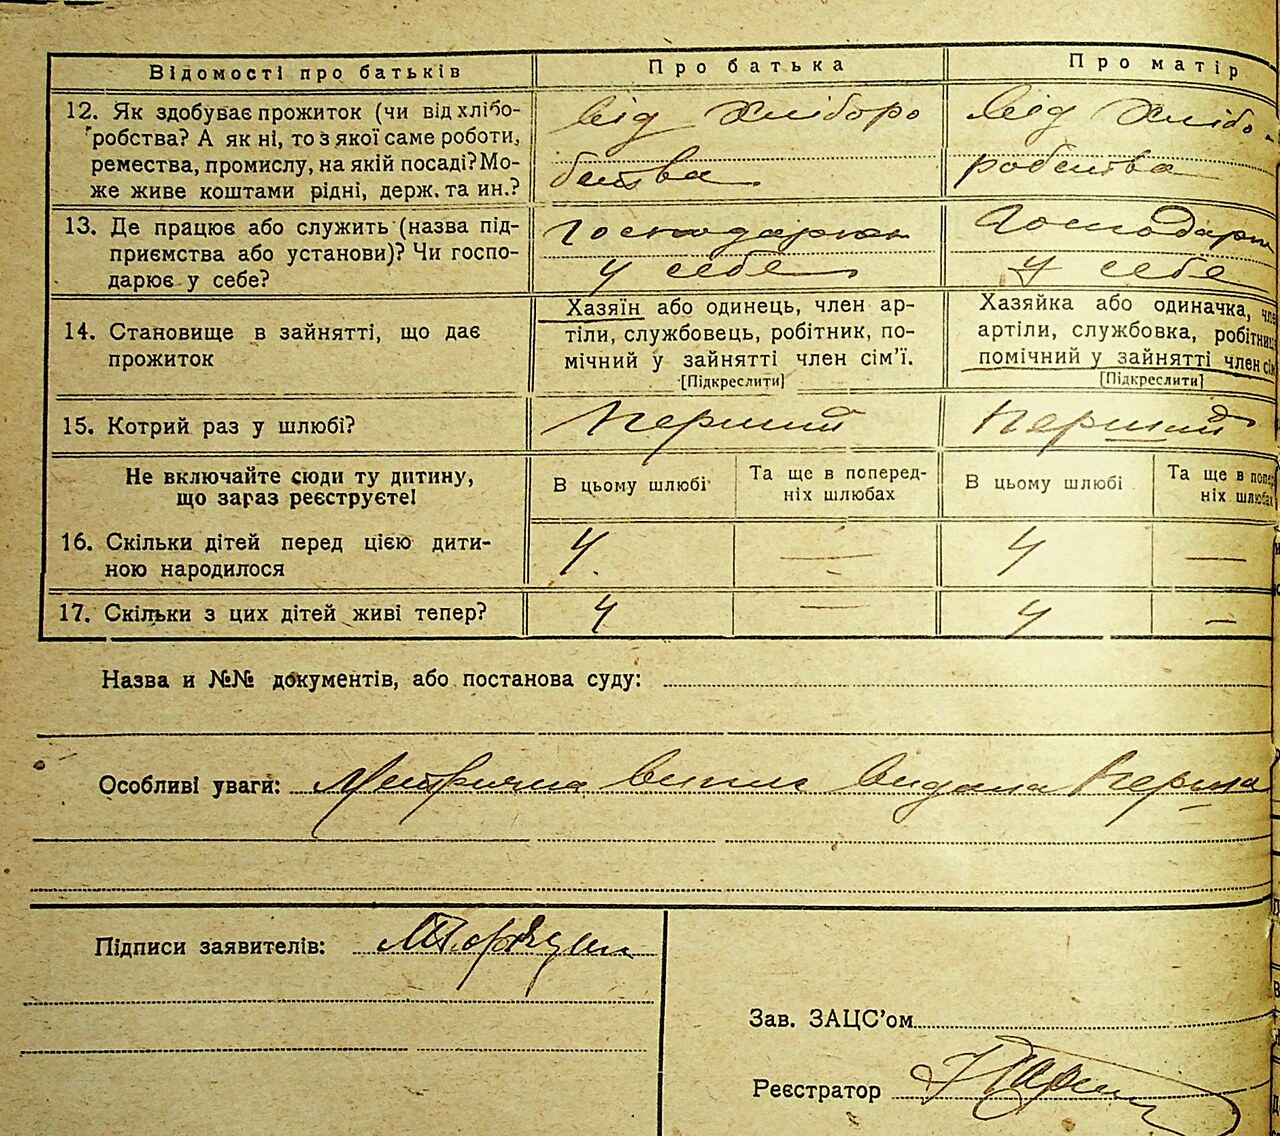 Відомості про батьків
Про батька
Про матір
12. Як здобуває прожиток (чи від хлібо-
робства? А як ні, то з якої саме роботи,
ремества, промислу, на якій посаді? Мо-
же живе коштами рідні, держ. та ин.?
від хліборо
бства
від хлібо-
робства
13. Де працює або служить (назва під-
приємства або установи)? Чи госпо-
дарює у себе?
у себе
у себе
14. Становище в зайнятті, що дає
прожиток
Хазяїн або одинець, член ар-
тіли, службовець, робітник, по-
мічний у зайнятті член сім’ї.
[Підкреслити]
Хазяйка або одиначка,
артіли, службовка,
помічний у зайнятті член
[Підкреслити]
15. Котрий раз у шлюбі?
Перший
Перший
Не включайте сюди ту дитину,
що зараз реєструєте!
В цьому шлюбі
Та ще в поперед-
ніх шлюбах
В цьому шлюбі
Та ще в
ніх шлюбах
16. Скільки дітей перед цією дити-
ною народилося
4
—
4
—
17. Скільки з цих дітей живі тепер?
4
—
4
—
Назва и №№ документів, або постанова суду:
Особливі уваги: Метрична випис видана
Підписи заявителів:
Зав. ЗАЦС’ом
Реєстратор